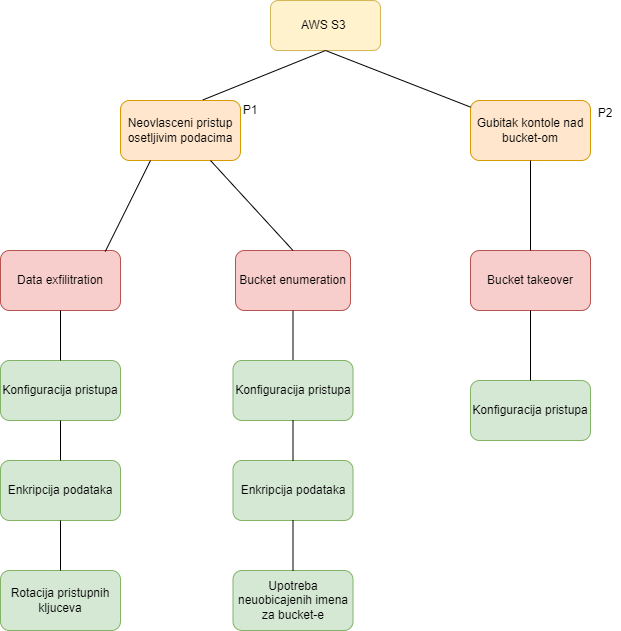 AWS S3
Neovlasceni pristup
osetljivim podacima
P1
Gubitak kontole nad
bucket-om
P2
Data exfilitration
Bucket enumeration
Bucket takeover
Konfiguracija pristupa
Konfiguracija pristupa
Konfiguracija pristupa
Enkripcija podataka
Enkripcija podataka
Rotacija pristupnih
kljuceva
Upotreba
neuobicajenih imena
za bucket-e